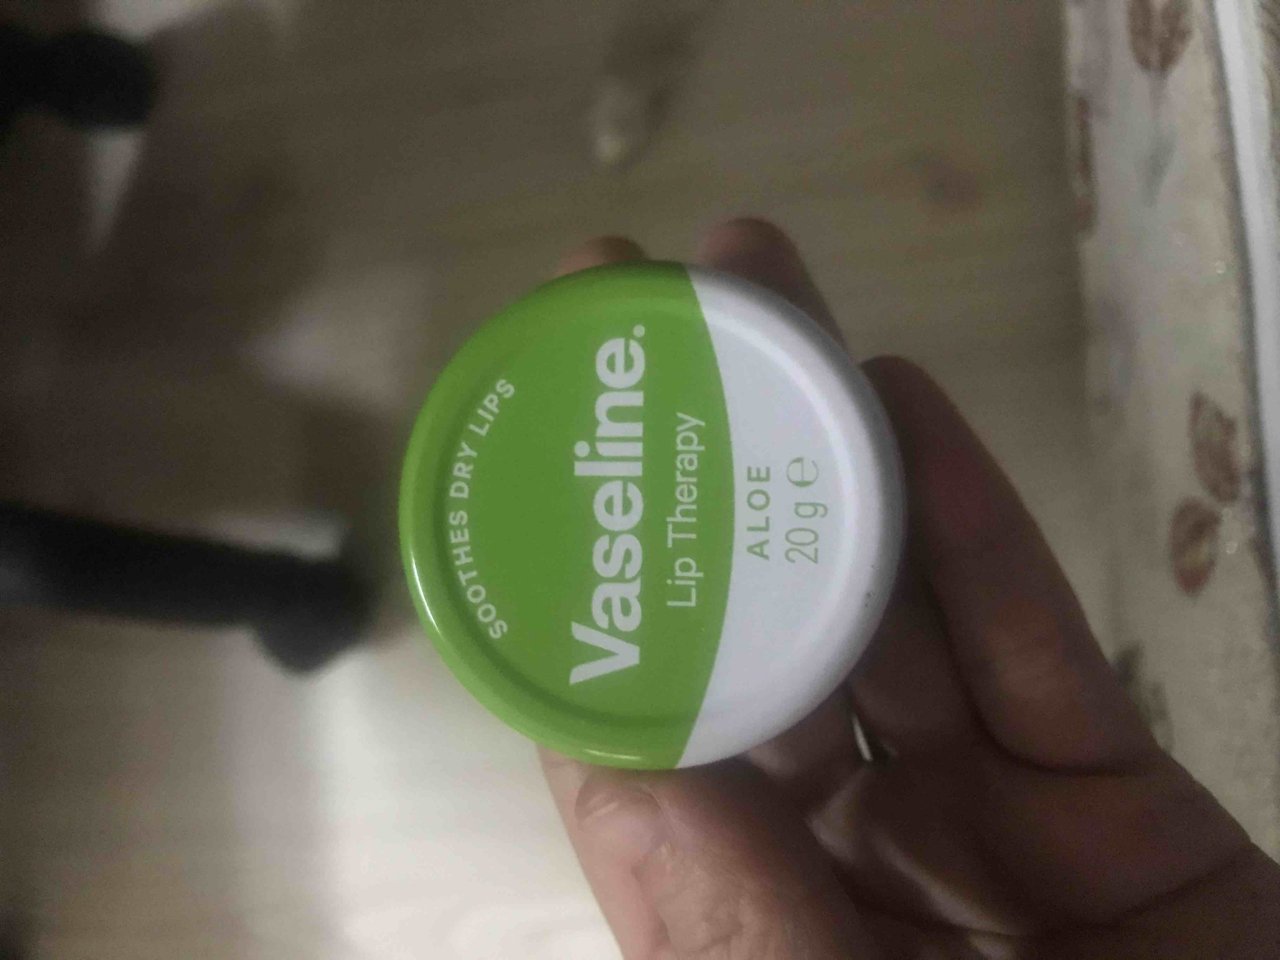 SOOTHES DRY LIPS
Vaseline.
Lip Therapy
ALOE
20 g ℮